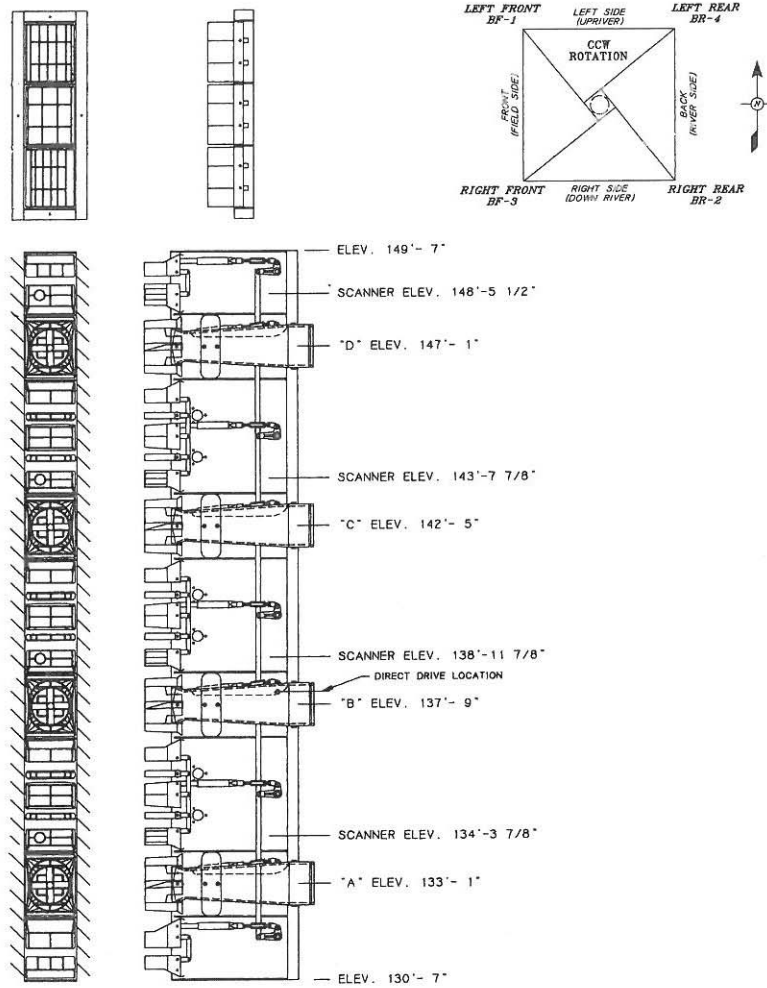 LEFT FRONT
BF-1
LEFT SIDE
(UPRIVER)
LEFT REAR
BR-4
CCW
ROTATION
FRONT
(FIELD SIDE)
BACK
(RIVER SIDE)
N
RIGHT FRONT
BF-3
RIGHT SIDE
(DOWN RIVER)
RIGHT REAR
BR-2
ELEV. 149'- 7"
SCANNER ELEV. 148'-5 1/2"
"D" ELEV. 147'- 1"
SCANNER ELEV. 143'-7 7/8"
"C" ELEV. 142'- 5"
SCANNER ELEV. 138'-11 7/8"
DIRECT DRIVE LOCATION
"B" ELEV. 137'- 9"
SCANNER ELEV. 134'-3 7/8"
"A" ELEV. 133'- 1"
ELEV. 130'- 7"